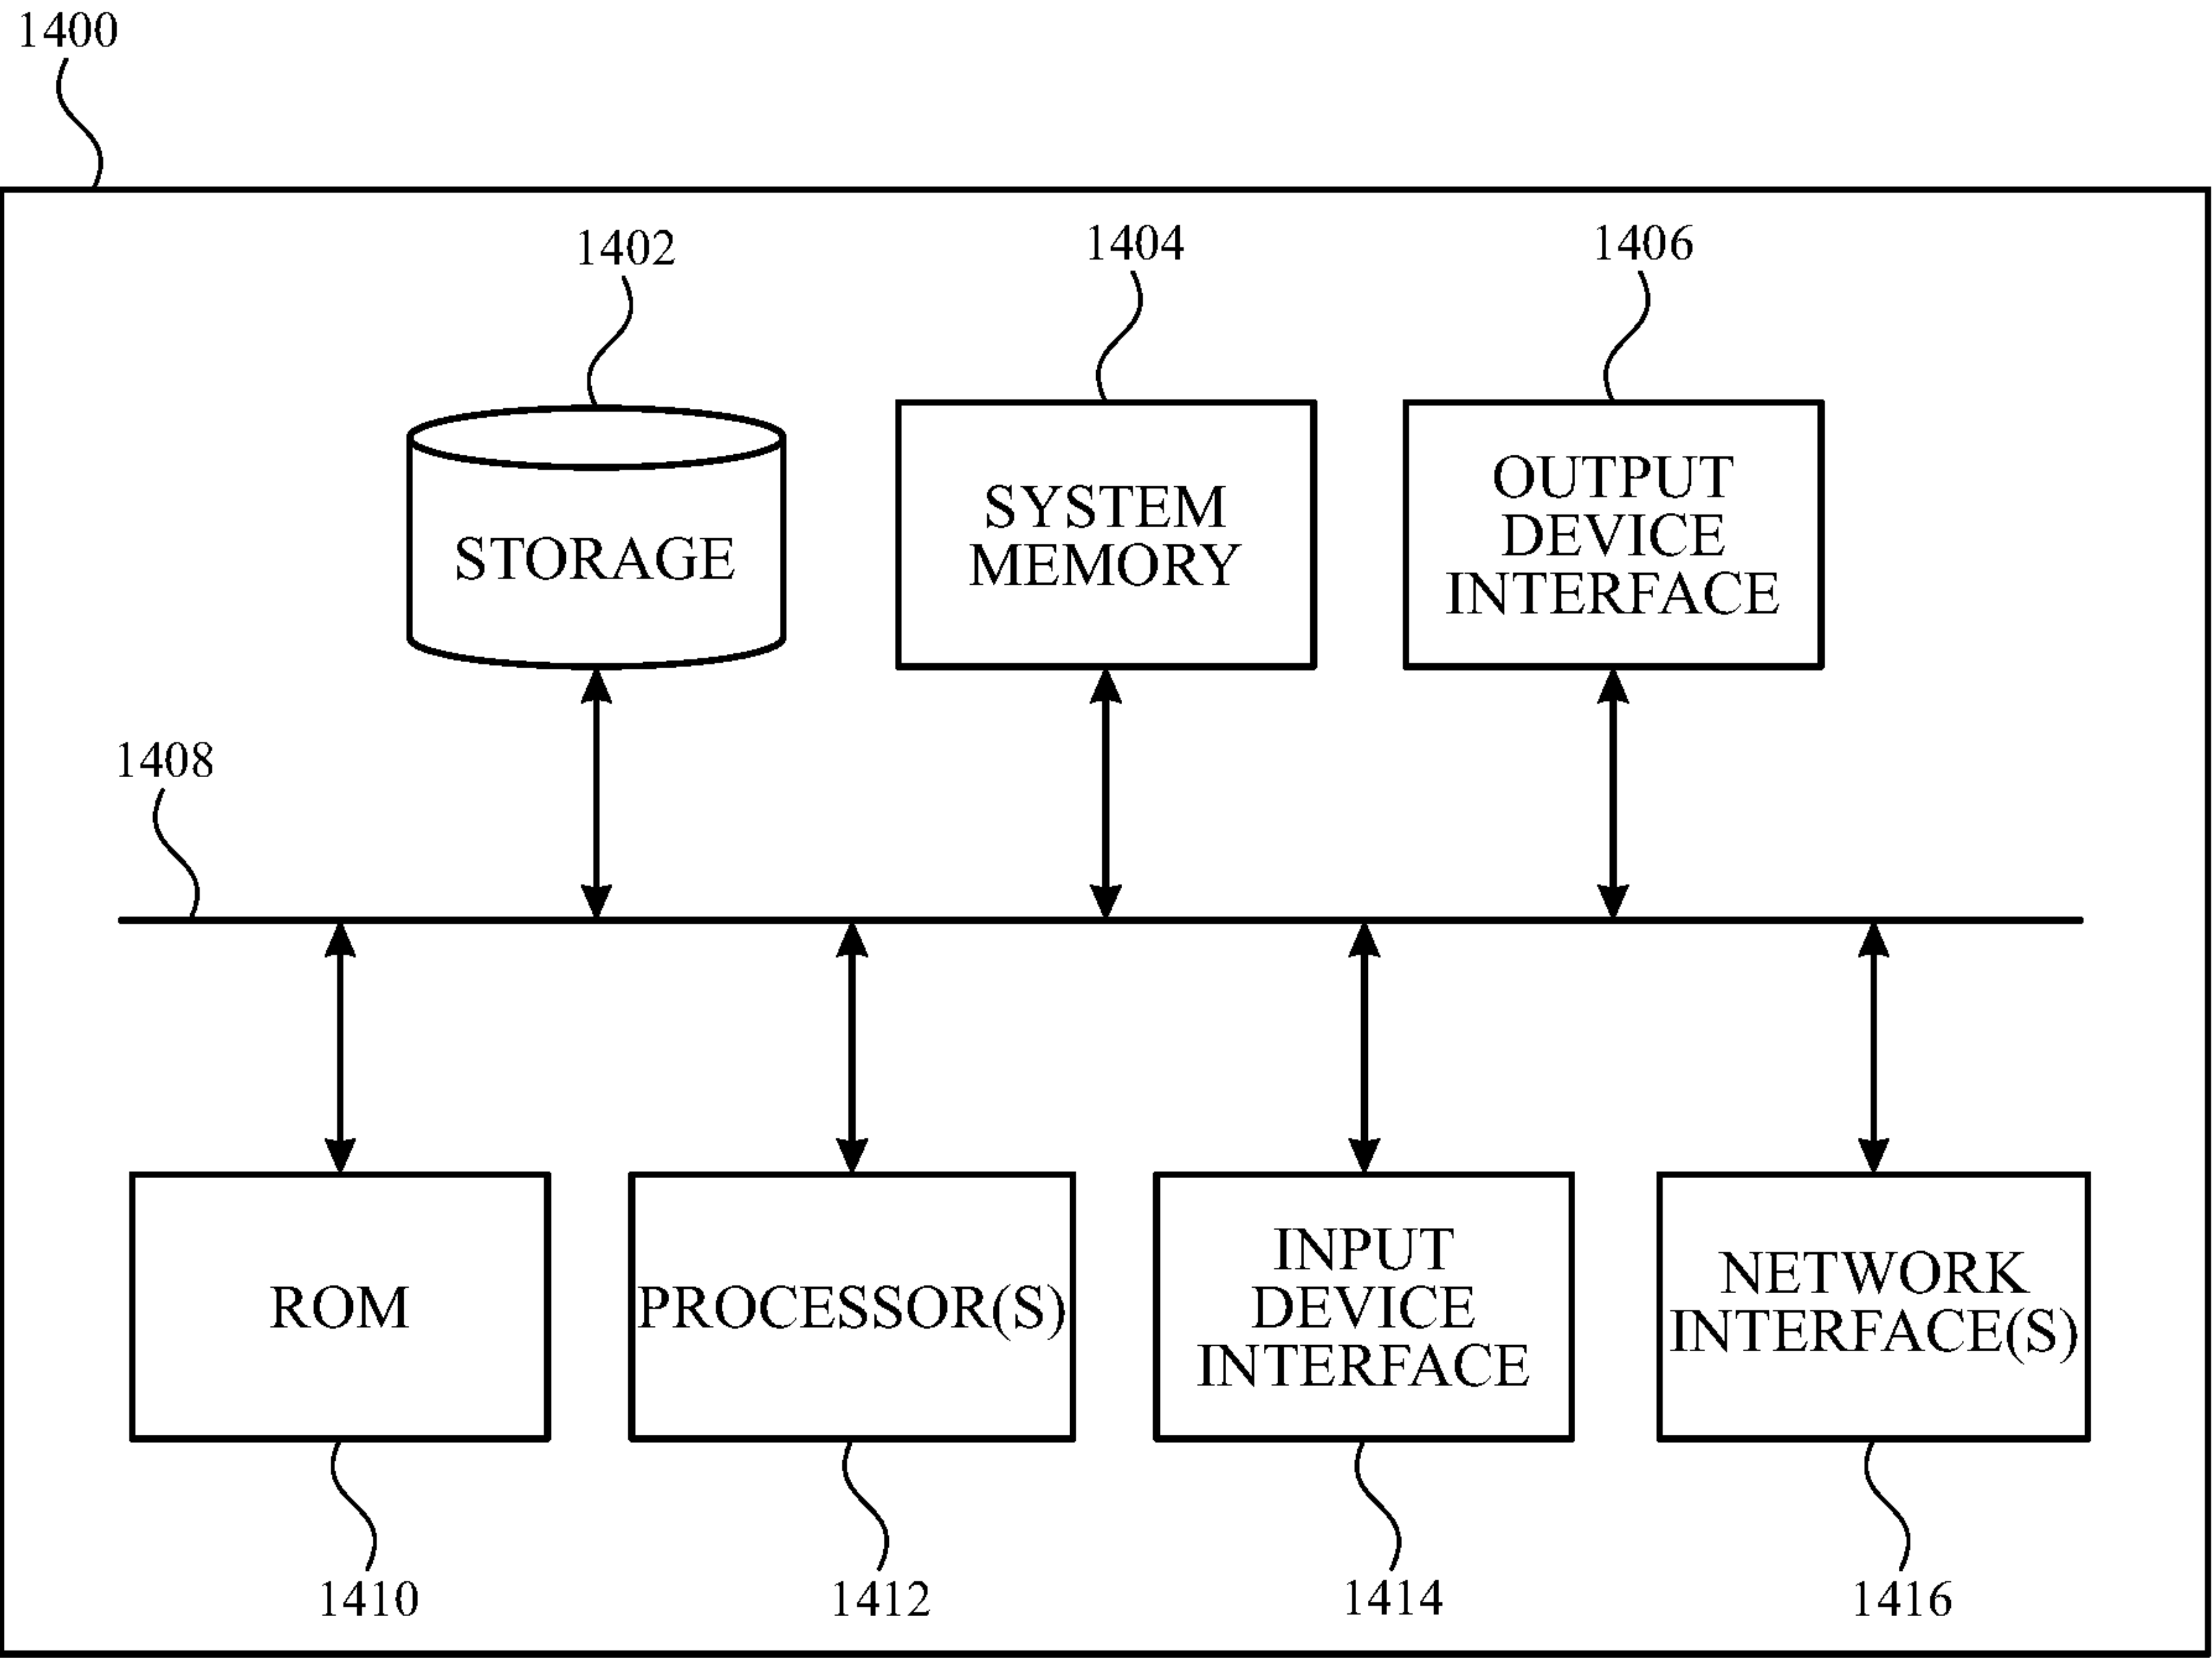 1400
1402
1404
1406
STORAGE
SYSTEM
MEMORY
OUTPUT
DEVICE
INTERFACE
1408
ROM
PROCESSOR(S)
INPUT
DEVICE
INTERFACE
NETWORK
INTERFACE(S)
1410
1412
1414
1416